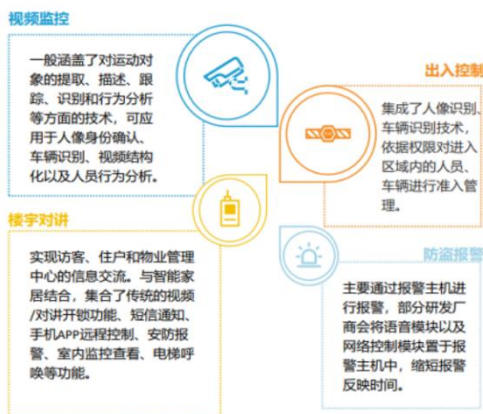 视频监控
一般涵盖了对运动对
象的提取、描述、跟
踪、识别和行为分析
等方面的技术，可应
用于人像身份确认、
车辆识别、视频结构
化以及人员行为分析。
出入控制
集成了人像识别、
车辆识别技术，
依据权限对进入
区域内的人员、
车辆进行准入管
理。
楼宇对讲
实现访客、住户和物业管理
中心的信息交流。与智能家
居结合，集合了传统的视频
/对讲开锁功能、短信通知、
手机APP远程控制、安防报
警、室内监控查看、电梯呼
唤等功能。
防盗报警
主要通过报警主机进
行报警，部分研发厂
商会将语音模块以及
网络控制模块置于报
警主机中，缩短报警
反映时间。